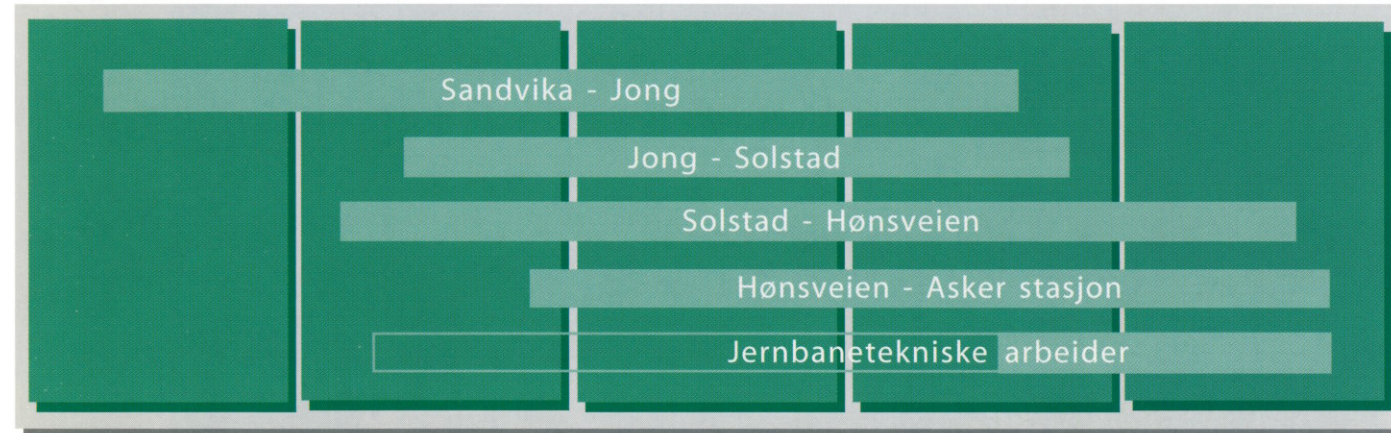 Sandvika - Jong
Jong - Solstad
Solstad - Hønsveien
Hønsveien - Asker stasjon
Jernbanetekniske arbeider